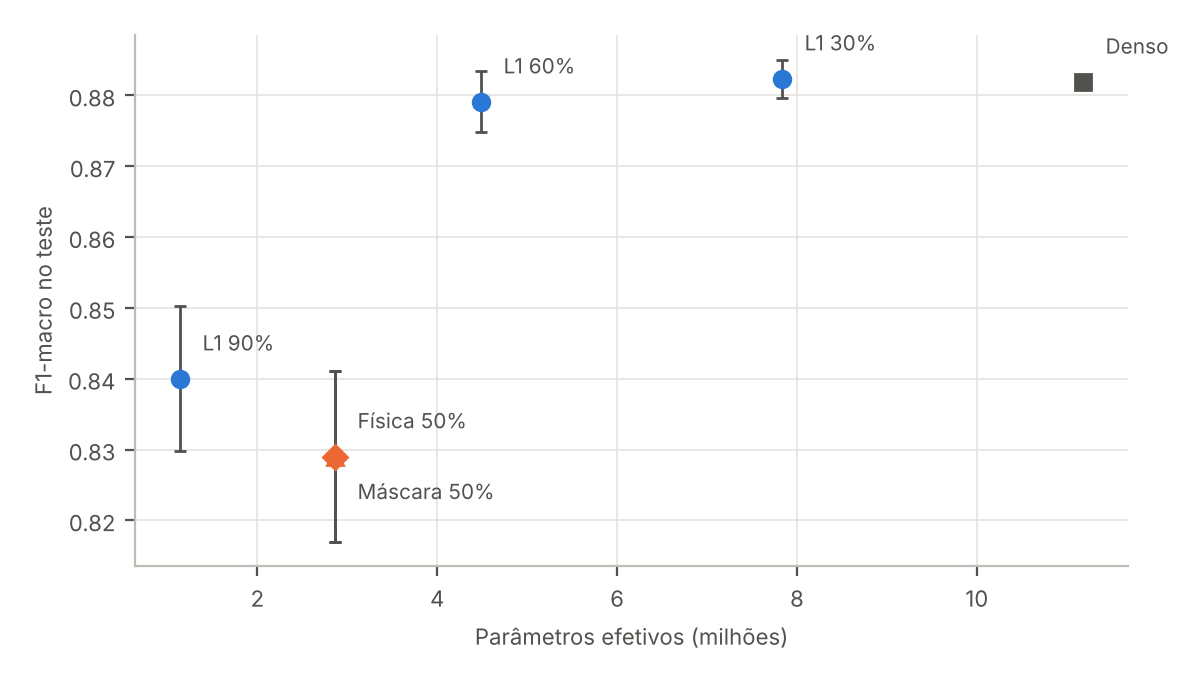 L1 30%
Denso
L1 60%
0.88
0.87
0.86
0.85
L1 90%
0.84
Física 50%
0.83
Máscara 50%
0.82
F1-macro no teste
2
4
6
8
10
Parâmetros efetivos (milhões)